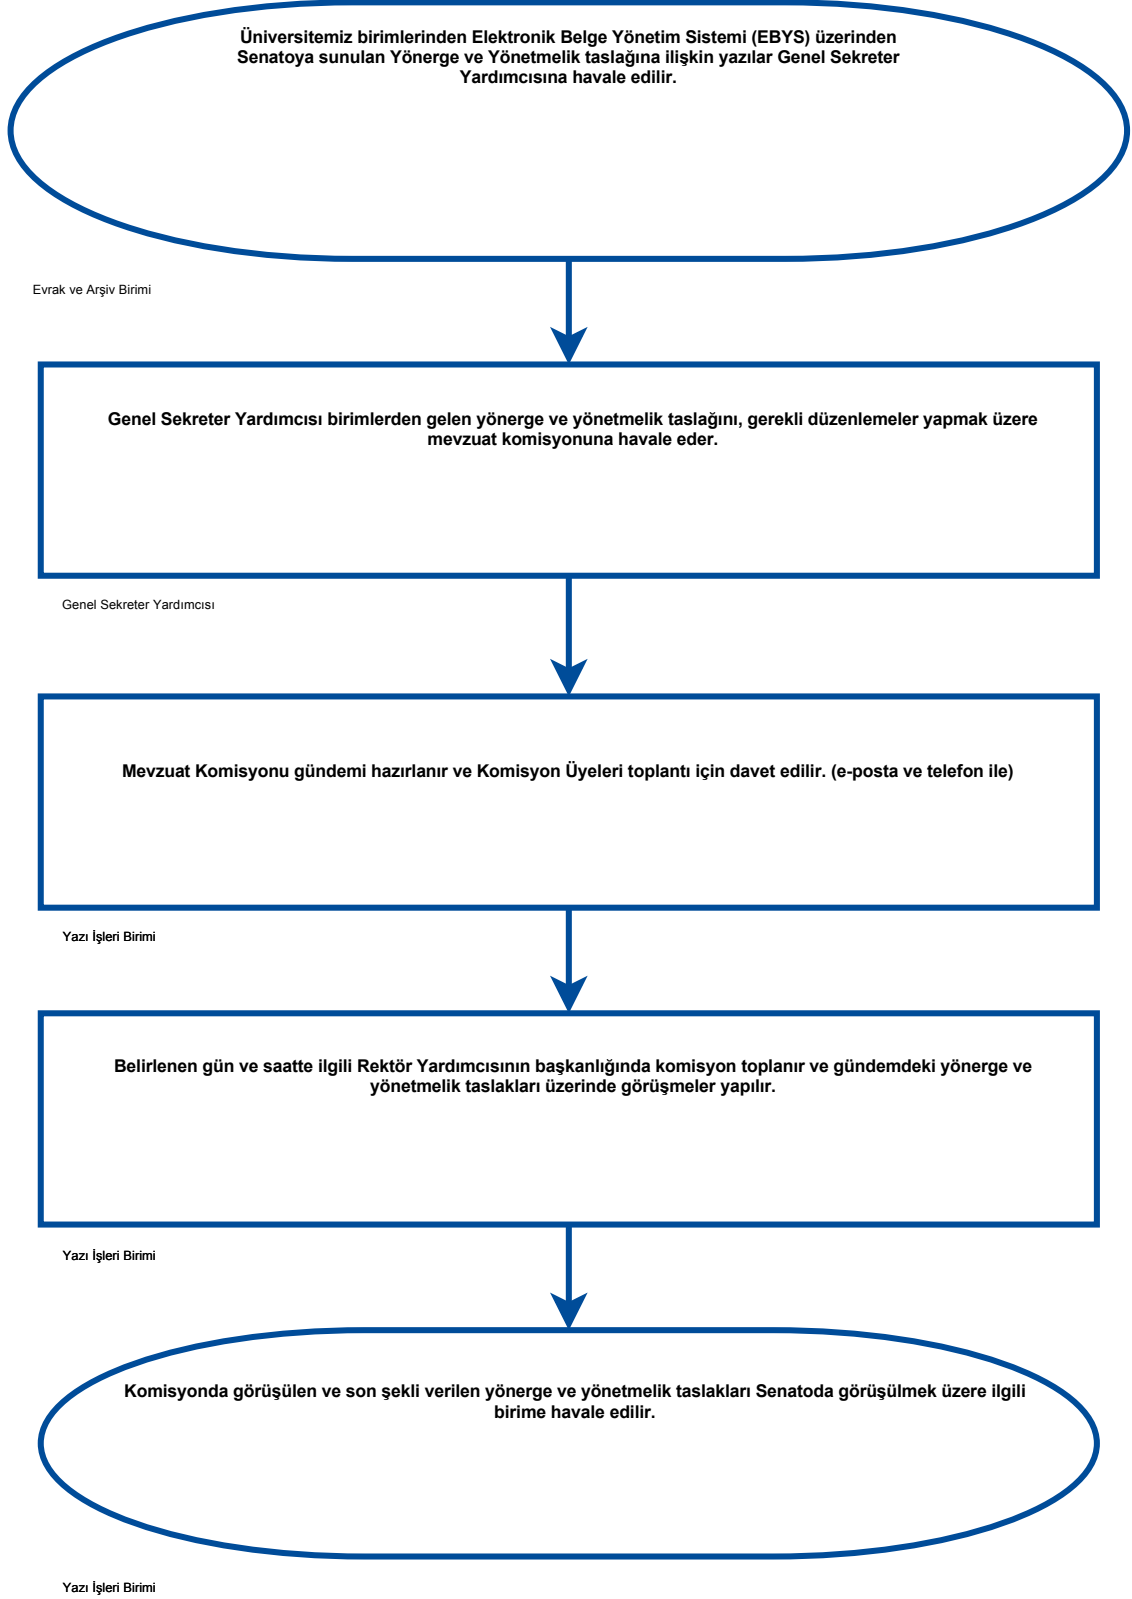 Üniversitemiz birimlerinden Elektronik Belge Yönetim Sistemi (EBYS) üzerinden
Senatoya sunulan Yönerge ve Yönetmelik taslağına ilişkin yazılar Genel Sekreter
Yardımcısına havale edilir.
Evrak ve Arşiv Birimi
Genel Sekreter Yardımcısı birimlerden gelen yönerge ve yönetmelik taslağını, gerekli düzenlemeler yapmak üzere
mevzuat komisyonuna havale eder.
Genel Sekreter Yardımcısı
Mevzuat Komisyonu gündemi hazırlanır ve Komisyon Üyeleri toplantı için davet edilir. (e-posta ve telefon ile)
Yazı İşleri Birimi
Belirlenen gün ve saatte ilgili Rektör Yardımcısının başkanlığında komisyon toplanır ve gündemdeki yönerge ve
yönetmelik taslakları üzerinde görüşmeler yapılır.
Yazı İşleri Birimi
Komisyonda görüşülen ve son şekli verilen yönerge ve yönetmelik taslakları Senatoda görüşülmek üzere ilgili
birime havale edilir.
Yazı İşleri Birimi